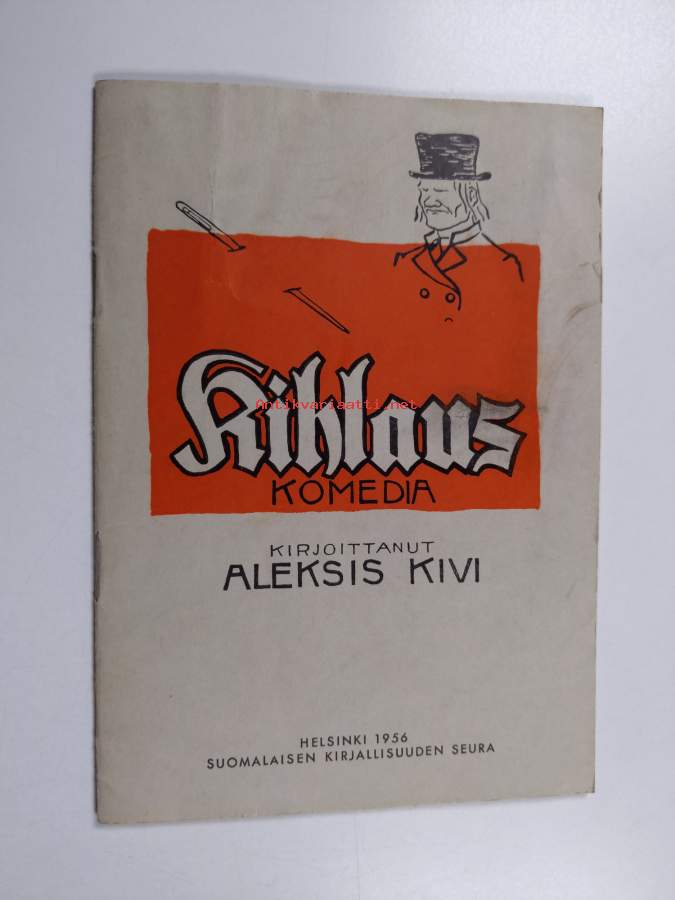 Kihlaus
Antikvariaatti.net
KOMEDIA
KIRJOITTANUT
ALEKSIS KIVI
HELSINKI 1956
SUOMALAISEN KIRJALLISUUDEN SEURA